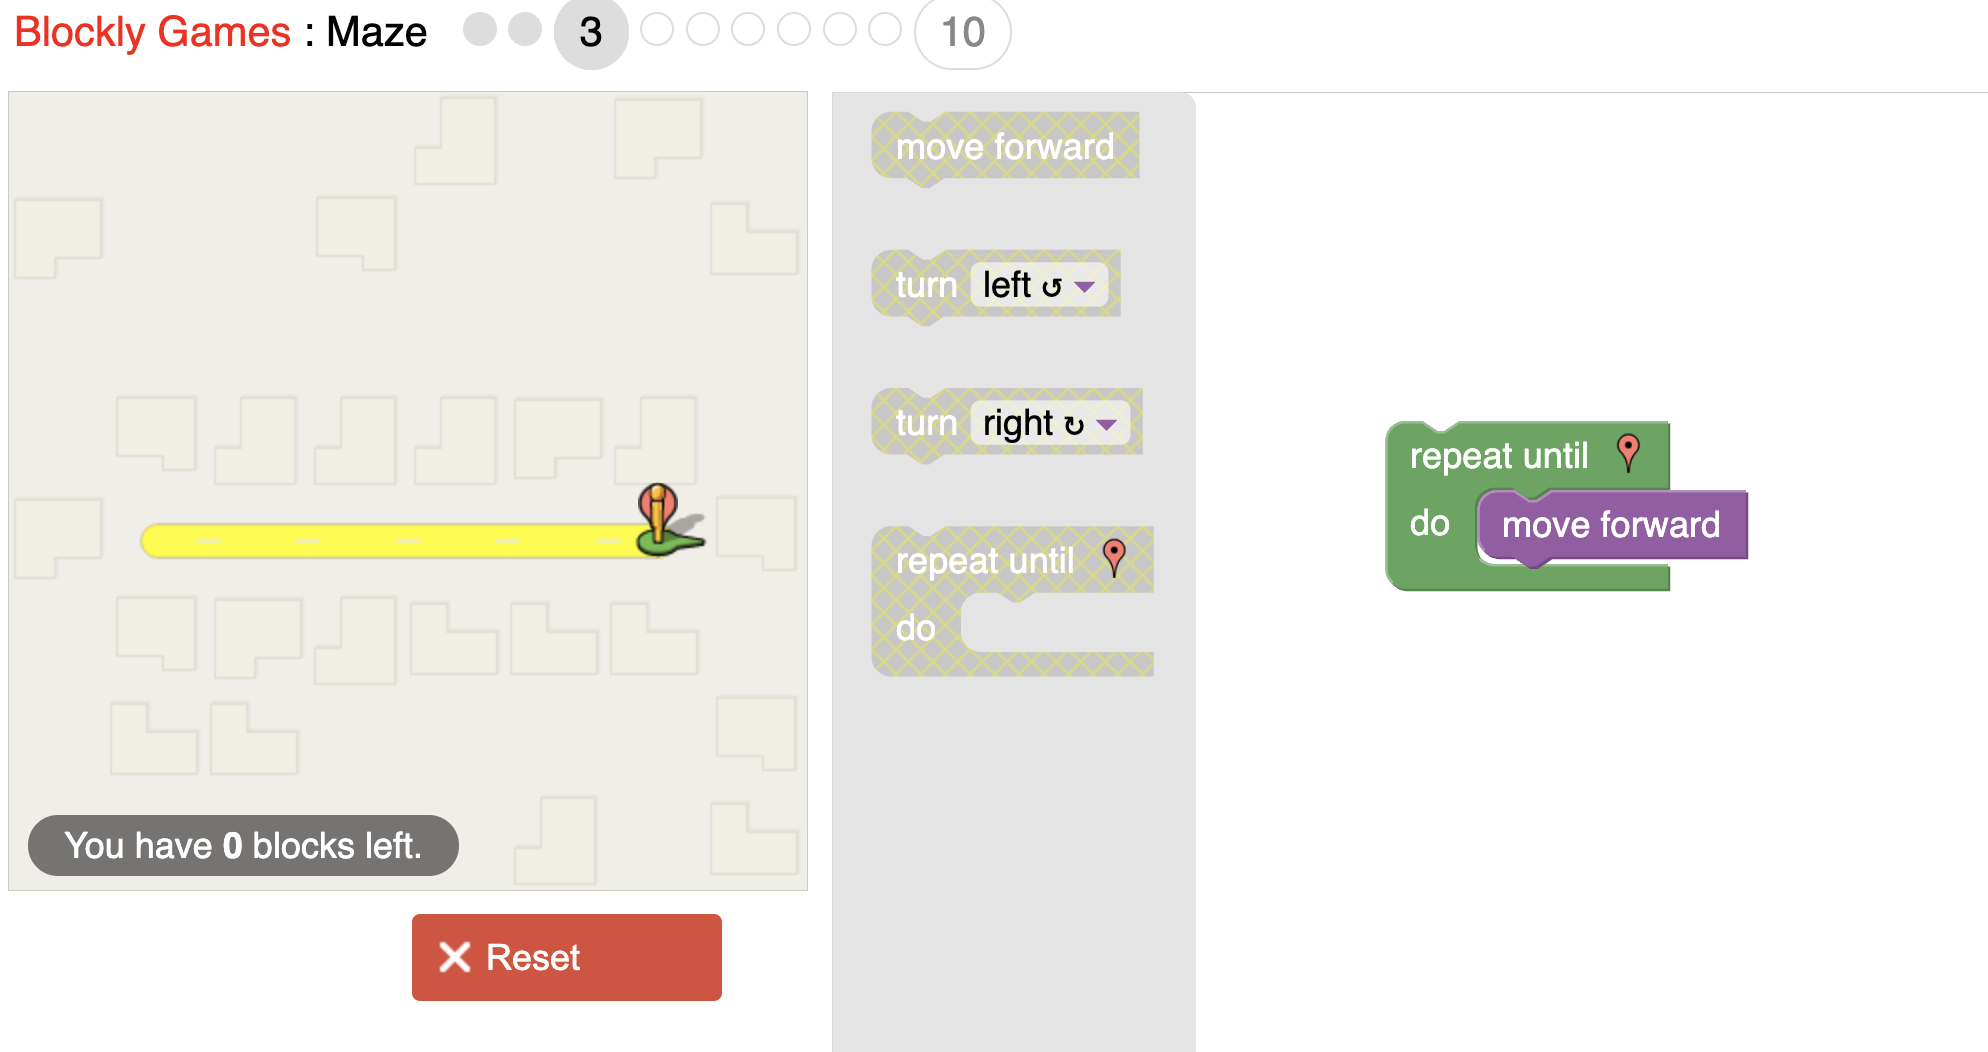 Blockly Games : Maze 3 10
move forward
turn left ↺
turn right ↻
repeat until
do
repeat until
do move forward
You have 0 blocks left.
Reset